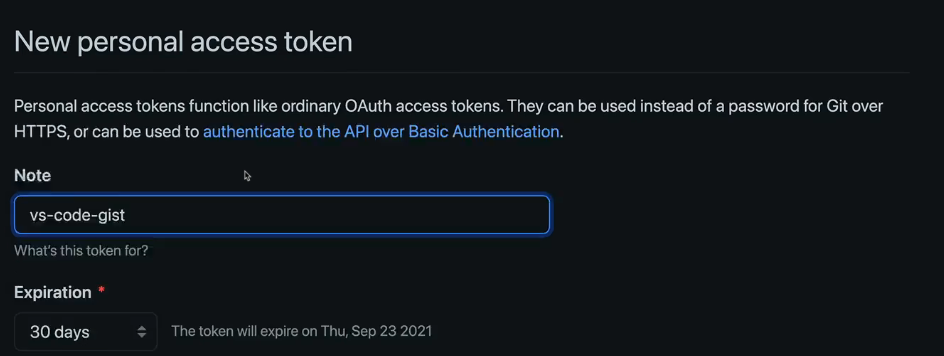 New personal access token
Personal access tokens function like ordinary OAuth access tokens. They can be used instead of a password for Git over
HTTPS, or can be used to authenticate to the API over Basic Authentication.
Note
vs-code-gist
What's this token for?
Expiration *
30 days The token will expire on Thu, Sep 23 2021